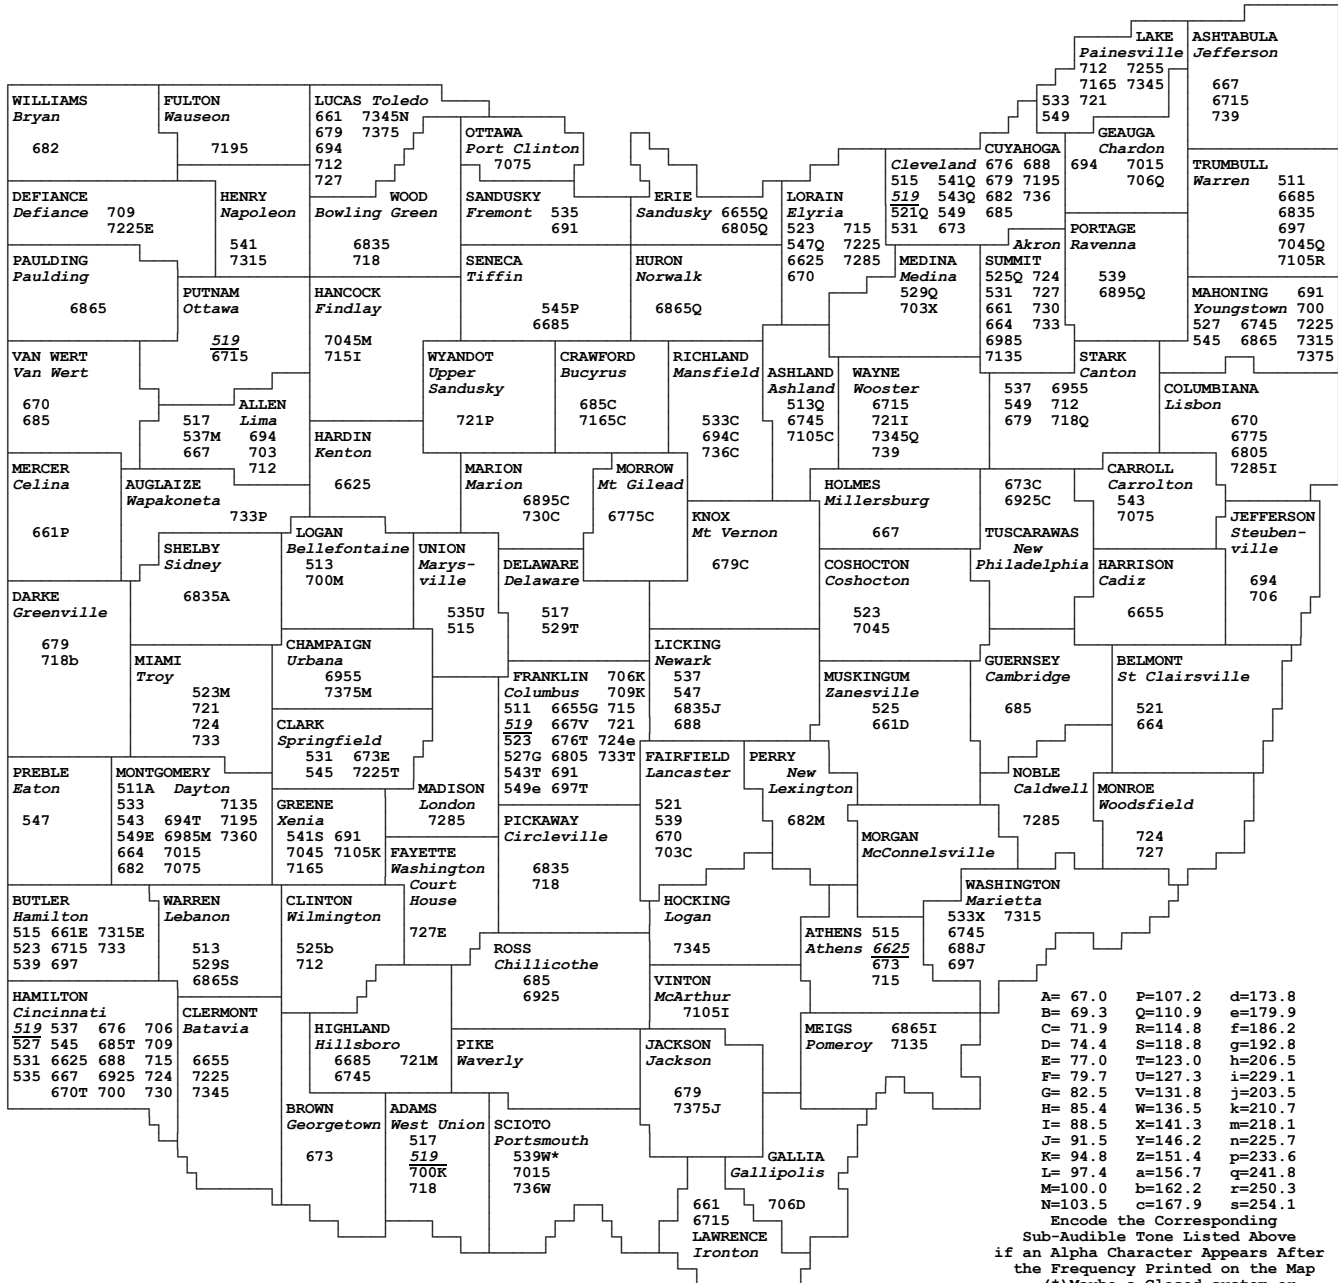 LAKE
Painesville
712 7255
7165 7345
533 721
549
ASHTABULA
Jefferson
667
6715
739
WILLIAMS
Bryan
682
FULTON
Wauseon
7195
LUCAS Toledo
661 7345N
679 7375
694
712
727
OTTAWA
Port Clinton
7075
CUYAHOGA
Cleveland 676 688
515 541Q 679 7195
519 543Q 682 736
521Q 549 685
531 673
GEAUGA
Chardon
694 7015
706Q
TRUMBULL
Warren 511
6685
6835
697
7045Q
7105R
DEFIANCE
Defiance 709
7225E
HENRY
Napoleon
541
7315
WOOD
Bowling Green
6835
718
SANDUSKY
Fremont 535
691
ERIE
Sandusky 6655Q
6805Q
LORAIN
Elyria
523 715
547Q 7225
6625 7285
670
PORTAGE
Ravenna
539
6895Q
PAULDING
Paulding
6865
PUTNAM
Ottawa
519
6715
HANCOCK
Findlay
7045M
715I
SENECA
Tiffin
545P
6685
HURON
Norwalk
6865Q
MEDINA
Medina
529Q
703X
Akron
SUMMIT
525Q 724
531 727
661 730
664 733
6985
7135
MAHONING 691
Youngstown 700
527 6745 7225
545 6865 7315
7375
VAN WERT
Van Wert
670
685
ALLEN
517 Lima
537M 694
667 703
712
HARDIN
Kenton
6625
WYANDOT
Upper
Sandusky
721P
CRAWFORD
Bucyrus
685C
7165C
RICHLAND
Mansfield
533C
694C
736C
ASHLAND
Ashland
513Q
6745
7105C
WAYNE
Wooster
6715
721I
7345Q
739
STARK
Canton
537 6955
549 712
679 718Q
COLUMBIANA
Lisbon
670
6775
6805
7285I
MERCER
Celina
661P
AUGLAIZE
Wapakoneta
733P
MARION
Marion
6895C
730C
MORROW
Mt Gilead
6775C
KNOX
Mt Vernon
679C
HOLMES
Millersburg
667
673C
6925C
TUSCARAWAS
New
Philadelphia
CARROLL
Carrolton
543
7075
JEFFERSON
Steuben-
ville
694
706
SHELBY
Sidney
6835A
LOGAN
Bellefontaine
513
700M
UNION
Marys-
ville
535U
515
DELAWARE
Delaware
517
529T
COSHOCTON
Coshocton
523
7045
HARRISON
Cadiz
6655
DARKE
Greenville
679
718b
MIAMI
Troy
523M
721
724
733
CHAMPAIGN
Urbana
6955
7375M
FRANKLIN 706K
Columbus 709K
511 6655G 715
519 667V 721
523 676T 724e
527G 6805 733T
543T 691
549e 697T
LICKING
Newark
537
547
6835J
688
MUSKINGUM
Zanesville
525
661D
GUERNSEY
Cambridge
685
BELMONT
St Clairsville
521
664
CLARK
Springfield
531 673E
545 7225T
PREBLE
Eaton
547
MONTGOMERY
511A Dayton
533 7135
543 694T 7195
549E 6985M 7360
664 7015
682 7075
GREENE
Xenia
541S 691
7045 7105K
7165
MADISON
London
7285
FAIRFIELD
Lancaster
521
539
670
703C
PERRY
New
Lexington
682M
NOBLE
Caldwell
7285
MONROE
Woodsfield
724
727
PICKAWAY
Circleville
6835
718
MORGAN
McConnelsville
FAYETTE
Washington
Court
House
727E
BUTLER
Hamilton
515 661E 7315E
523 6715 733
539 697
WARREN
Lebanon
513
529S
6865S
CLINTON
Wilmington
525b
712
HOCKING
Logan
7345
WASHINGTON
Marietta
533X 7315
6745
688J
697
ATHENS 515
Athens 6625
673
715
ROSS
Chillicothe
685
6925
VINTON
McArthur
7105I
HAMILTON
Cincinnati
519 537 676 706
527 545 685T 709
531 6625 688 715
535 667 6925 724
670T 700 730
CLERMONT
Batavia
6655
7225
7345
HIGHLAND
Hillsboro
6685 721M
6745
PIKE
Waverly
JACKSON
Jackson
679
7375J
MEIGS 6865I
Pomeroy 7135
BROWN
Georgetown
673
ADAMS
West Union
517
519
700K
718
SCIOTO
Portsmouth
539W*
7015
736W
GALLIA
Gallipolis
706D
661
6715
LAWRENCE
Ironton
A= 67.0 P=107.2 d=173.8
B= 69.3 Q=110.9 e=179.9
C= 71.9 R=114.8 f=186.2
D= 74.4 S=118.8 g=192.8
E= 77.0 T=123.0 h=206.5
F= 79.7 U=127.3 i=229.1
G= 82.5 V=131.8 j=203.5
H= 85.4 W=136.5 k=210.7
I= 88.5 X=141.3 m=218.1
J= 91.5 Y=146.2 n=225.7
K= 94.8 Z=151.4 p=233.6
L= 97.4 a=156.7 q=241.8
M=100.0 b=162.2 r=250.3
N=103.5 c=167.9 s=254.1
Encode the Corresponding
Sub-Audible Tone Listed Above
if an Alpha Character Appears After
the Frequency Printed on the Map
(*)Maybe a Closed system or